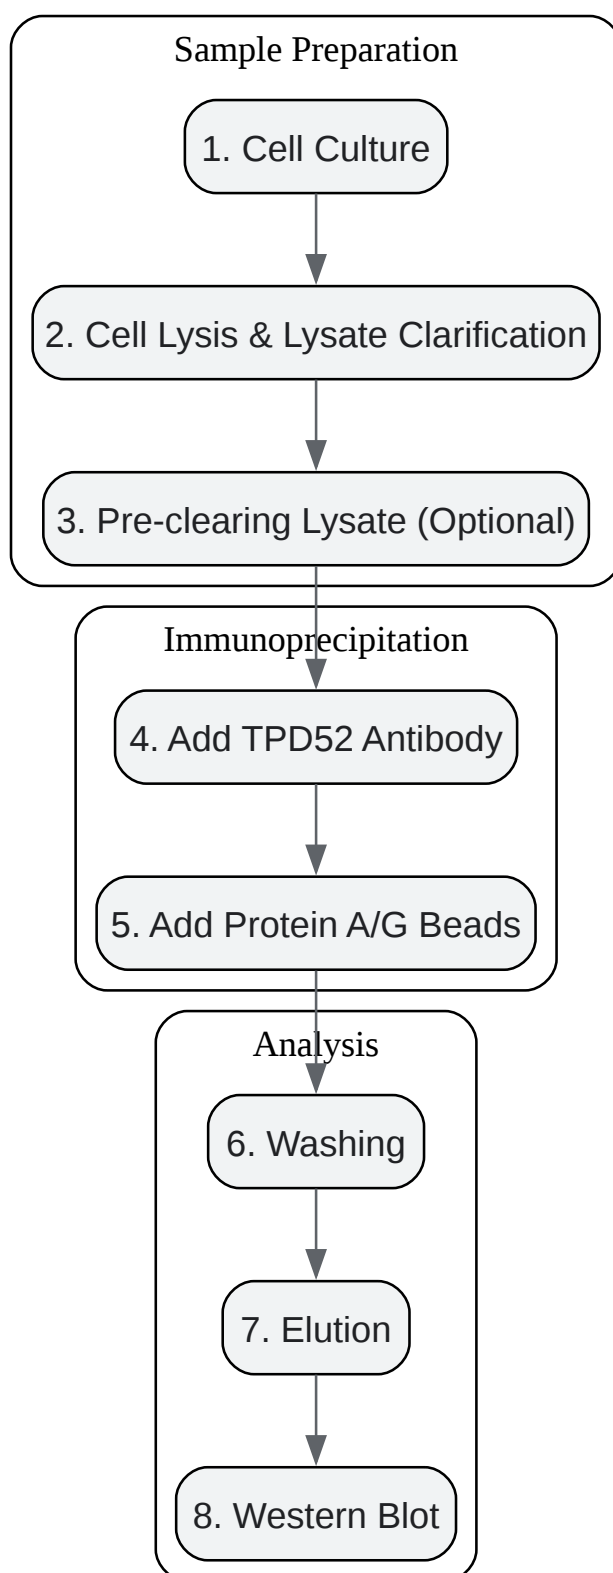 Sample Preparation
1. Cell Culture
2. Cell Lysis & Lysate Clarification
3. Pre-clearing Lysate (Optional)
Immunoprecipitation
4. Add TPD52 Antibody
5. Add Protein A/G Beads
Analysis
6. Washing
7. Elution
8. Western Blot